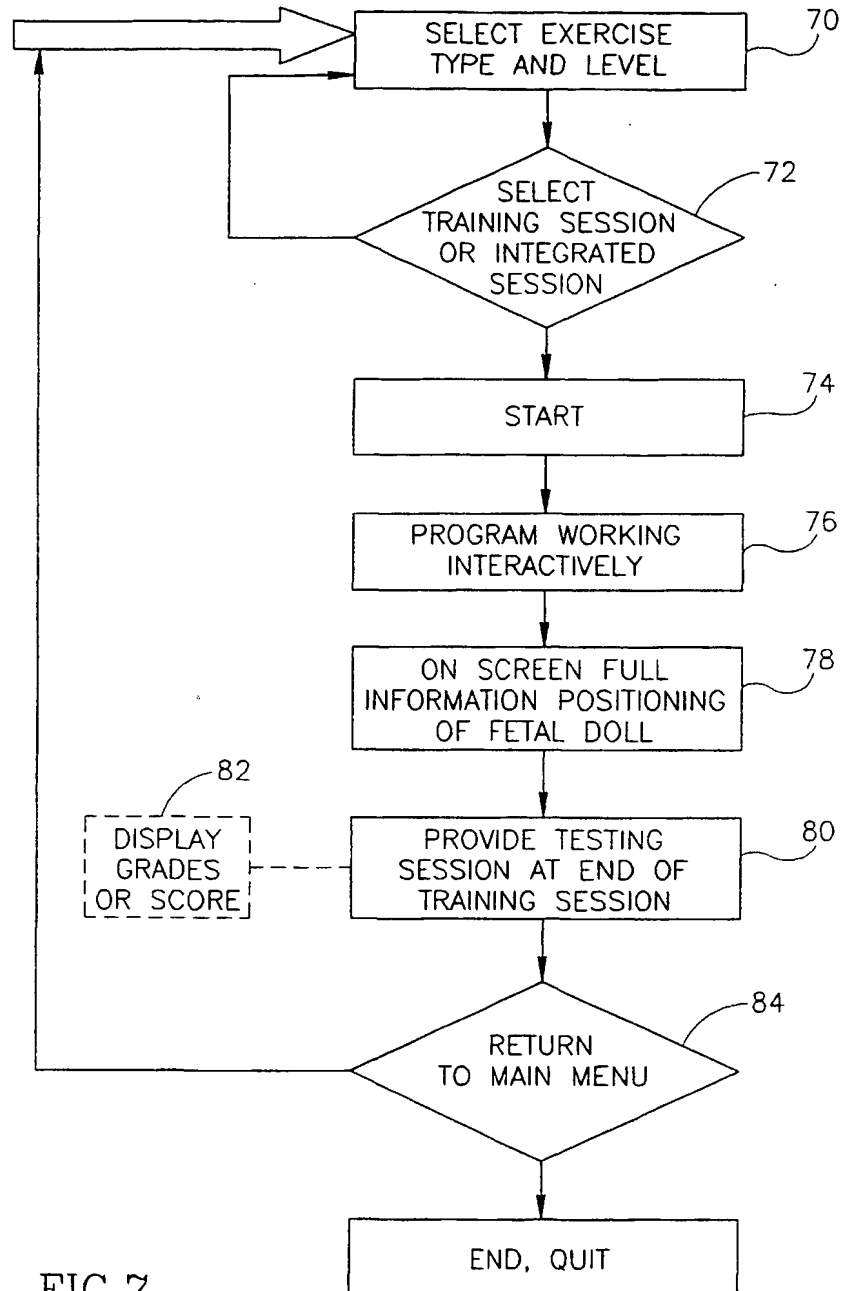 SELECT EXERCISE
TYPE AND LEVEL
70
SELECT
TRAINING SESSION
OR INTEGRATED
SESSION
72
START
74
PROGRAM WORKING
INTERACTIVELY
76
ON SCREEN FULL
INFORMATION POSITIONING
OF FETAL DOLL
78
82
DISPLAY
GRADES
OR SCORE
PROVIDE TESTING
SESSION AT END OF
TRAINING SESSION
80
RETURN
TO MAIN MENU
84
END, QUIT
FIG.7